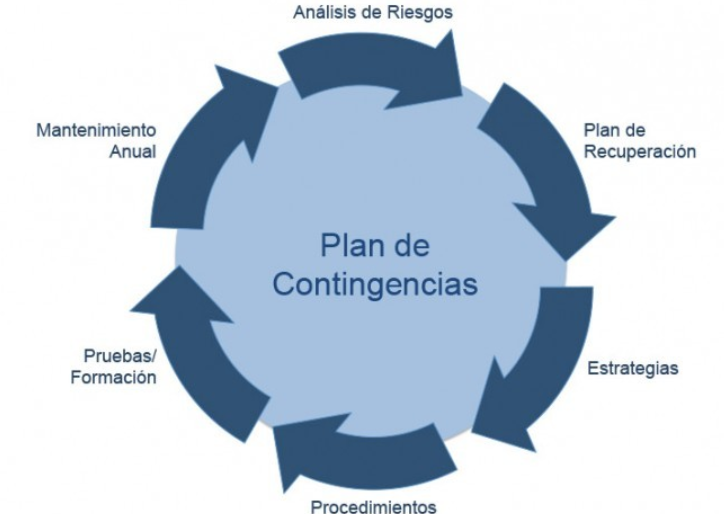 Análisis de Riesgos
Plan de
Recuperación
Estrategias
Procedimientos
Pruebas/
Formación
Mantenimiento
Anual
Plan de
Contingencias